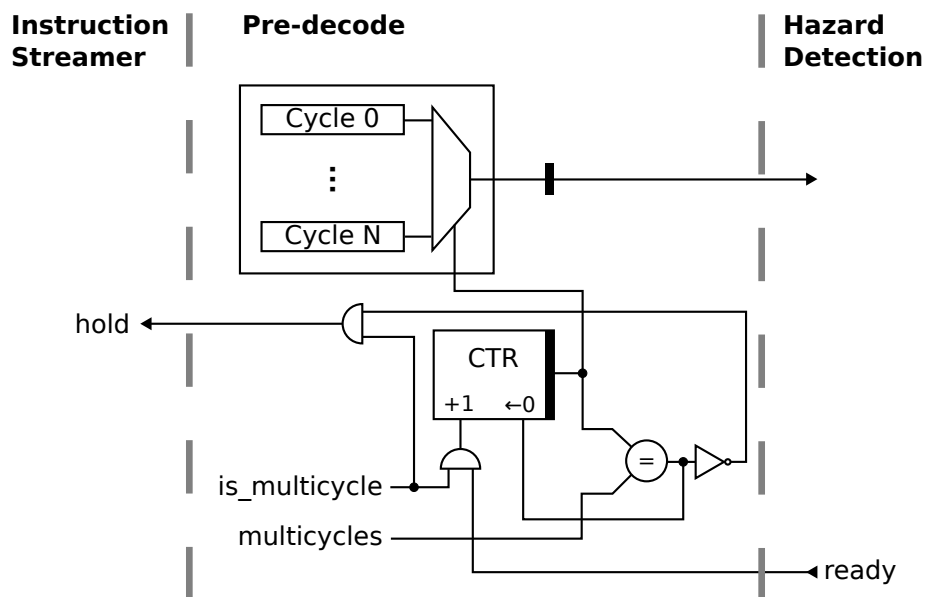 Instruction
Streamer
Pre-decode
Hazard
Detection
Cycle 0
...
Cycle N
hold
CTR
+1 ←0
=
is_multicycle
multicycles
ready